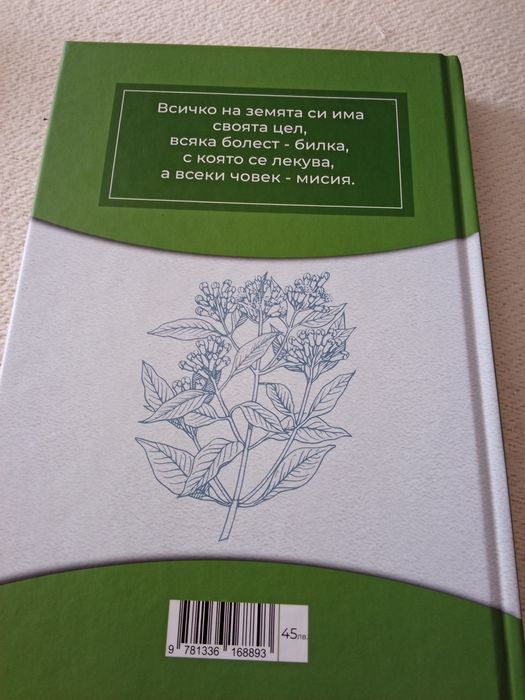 Всичко на земята си има
своята цел,
всяка болест - билка,
с която се лекува,
а всеки човек - мисия.
45лв.
9 781336 168893